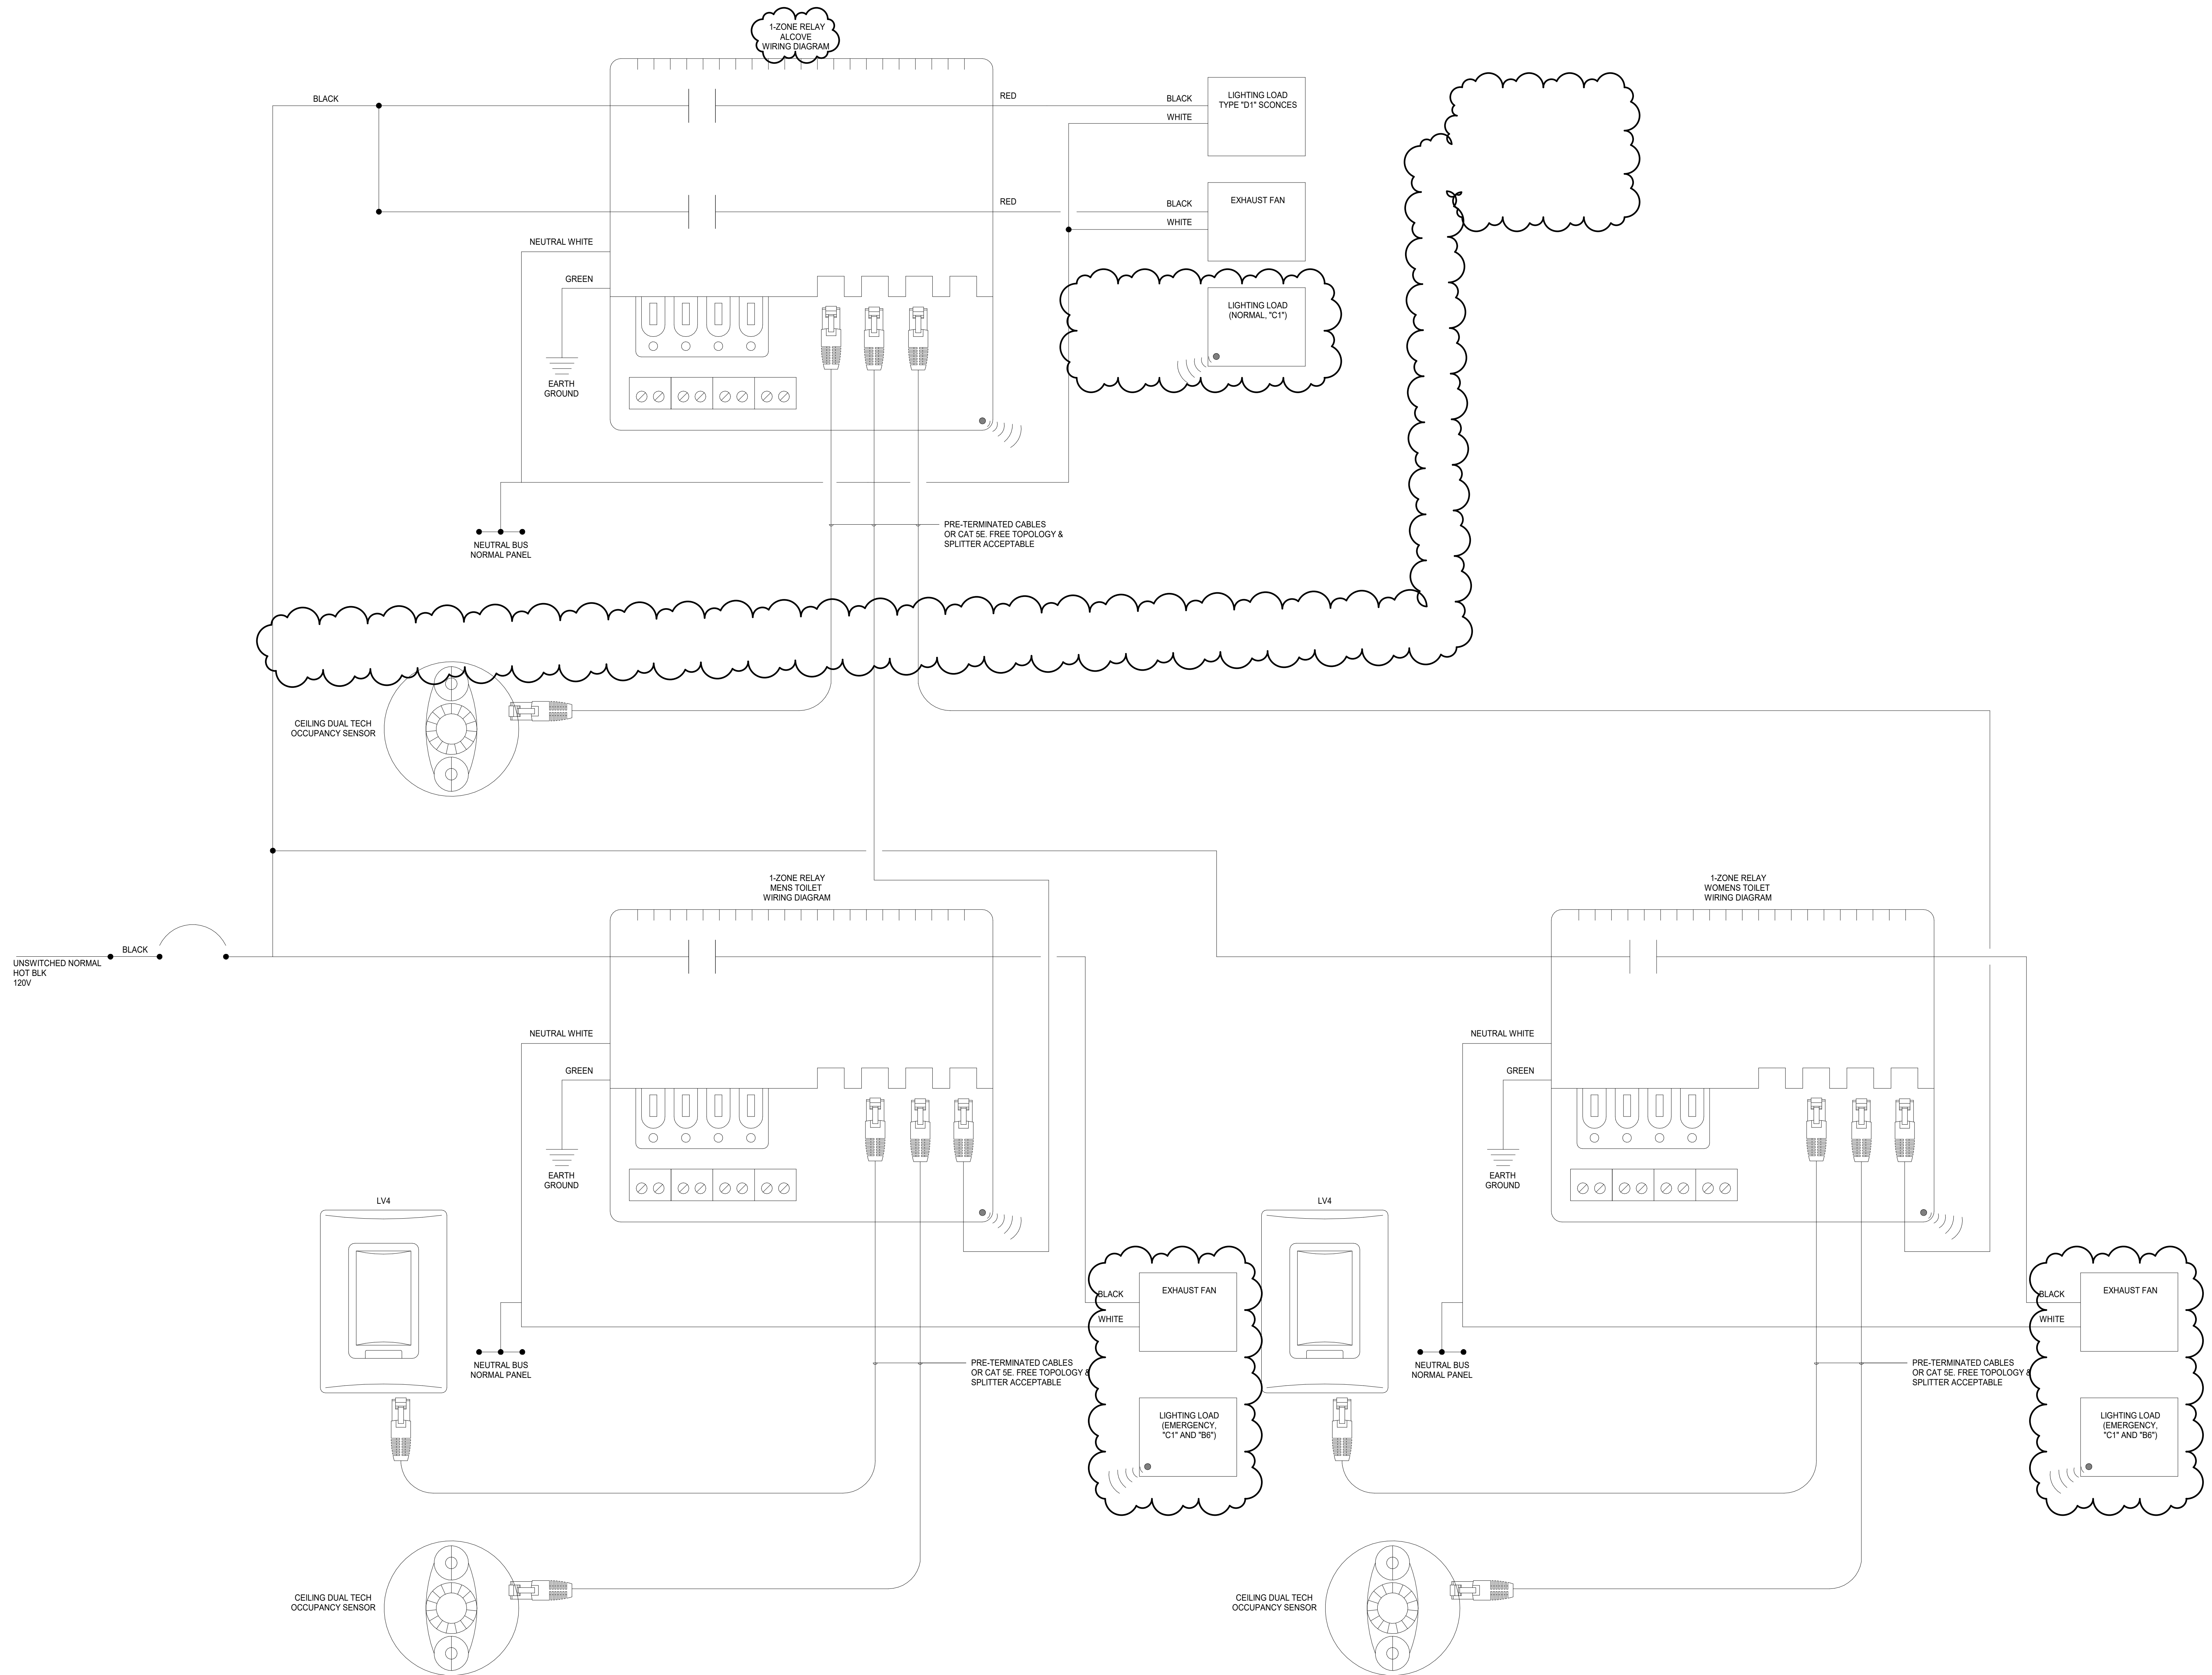 1-ZONE RELAY
ALCOVE
WIRING DIAGRAM
BLACK
RED
BLACK
WHITE
LIGHTING LOAD
TYPE "D1" SCONCES
RED
BLACK
WHITE
EXHAUST FAN
NEUTRAL WHITE
GREEN
EARTH
GROUND
LIGHTING LOAD
(NORMAL, "C1")
NEUTRAL BUS
NORMAL PANEL
PRE-TERMINATED CABLES
OR CAT 5E. FREE TOPOLOGY &
SPLITTER ACCEPTABLE
CEILING DUAL TECH
OCCUPANCY SENSOR
1-ZONE RELAY
MENS TOILET
WIRING DIAGRAM
1-ZONE RELAY
WOMENS TOILET
WIRING DIAGRAM
BLACK
UNSWITCHED NORMAL
HOT BLK
120V
NEUTRAL WHITE
GREEN
EARTH
GROUND
NEUTRAL WHITE
GREEN
EARTH
GROUND
LV4
LV4
BLACK
WHITE
EXHAUST FAN
BLACK
WHITE
EXHAUST FAN
NEUTRAL BUS
NORMAL PANEL
PRE-TERMINATED CABLES
OR CAT 5E. FREE TOPOLOGY &
SPLITTER ACCEPTABLE
NEUTRAL BUS
NORMAL PANEL
PRE-TERMINATED CABLES
OR CAT 5E. FREE TOPOLOGY &
SPLITTER ACCEPTABLE
LIGHTING LOAD
(EMERGENCY,
"C1" AND "B6")
LIGHTING LOAD
(EMERGENCY,
"C1" AND "B6")
CEILING DUAL TECH
OCCUPANCY SENSOR
CEILING DUAL TECH
OCCUPANCY SENSOR